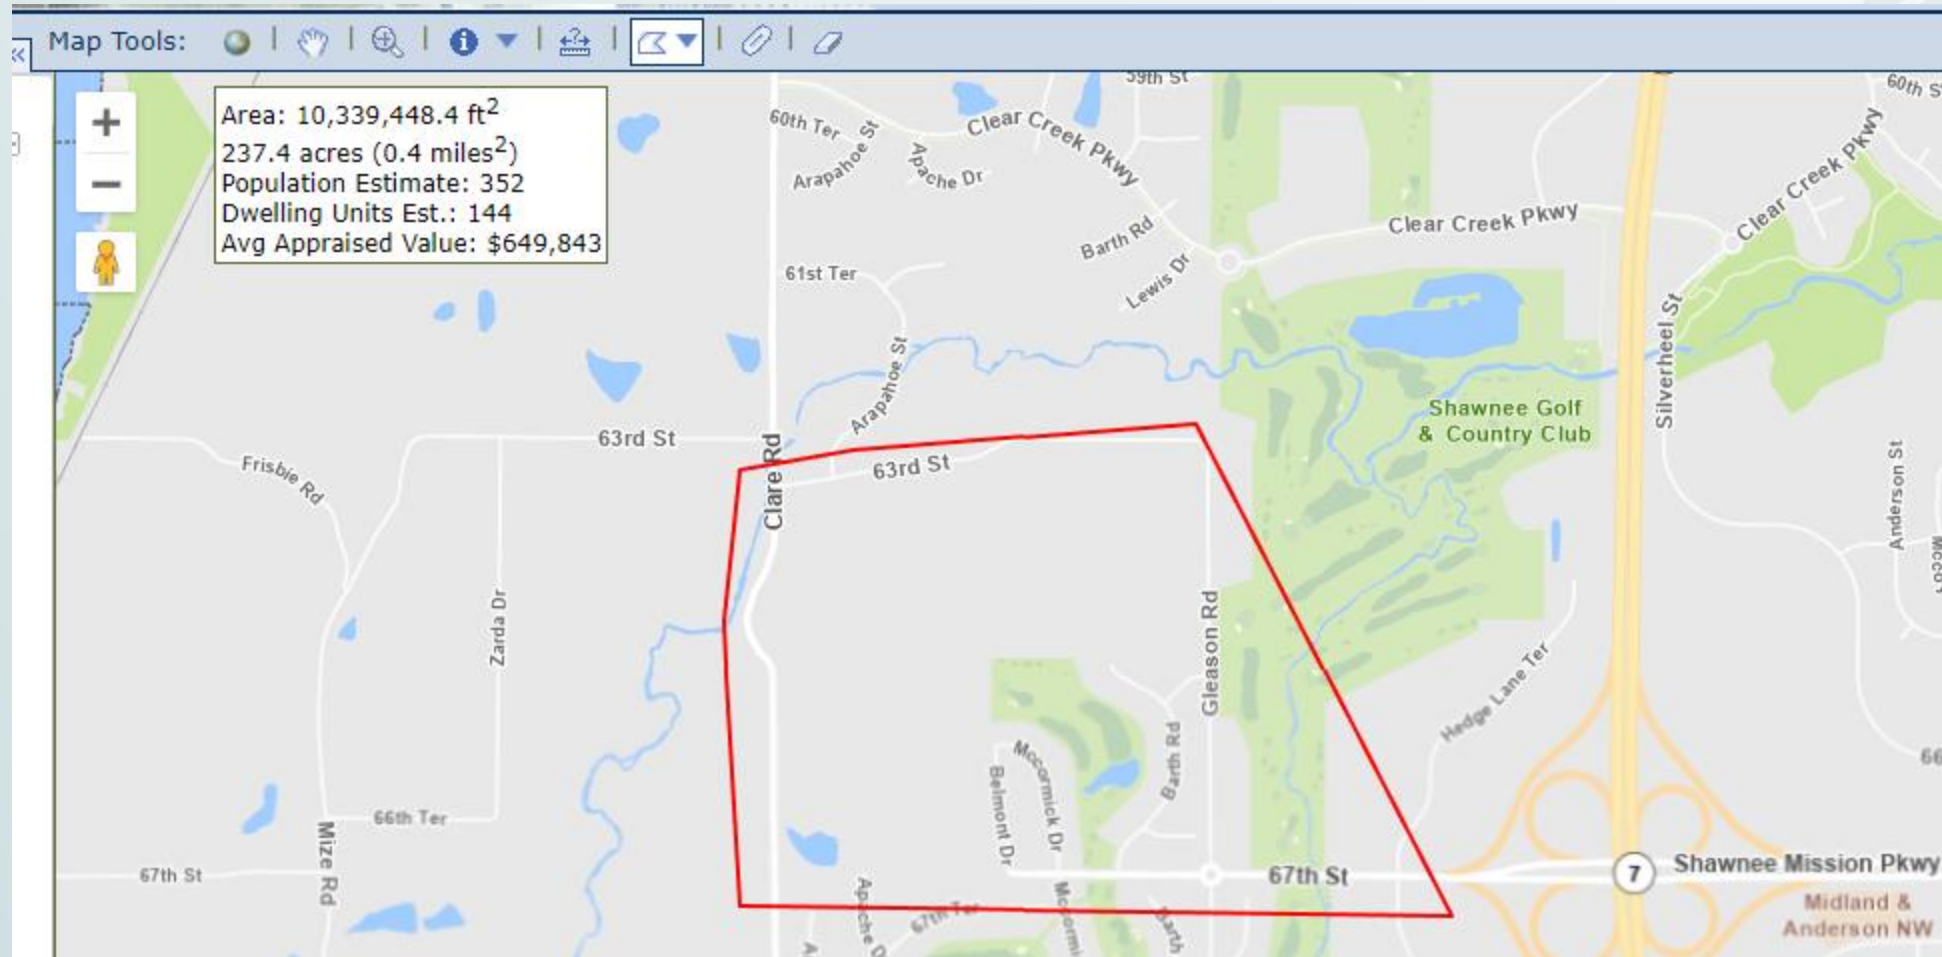 Map Tools:
Area: 10,339,448.4 ft²
237.4 acres (0.4 miles²)
Population Estimate: 352
Dwelling Units Est.: 144
Avg Appraised Value: $649,843
59th St
60th Ter
Arapahoe St
Apache Dr
Clear Creek Pkwy
Barth Rd
Lewis Dr
Clear Creek Pkwy
Clear Creek Pkwy
61st Ter
Arapahoe St
Silverheel St
Shawnee Golf
& Country Club
63rd St
Clare Rd
63rd St
Frisbie Rd
Zarda Dr
Anderson St
Gleason Rd
Hedge Lane Ter
Barth Rd
Mccormick Dr
Belmont Dr
66th Ter
Mize Rd
67th St
67th St
7
Shawnee Mission Pkwy
Midland &
Anderson NW
Apache D
67th Ter
Mccormi
Barth
60th S
66